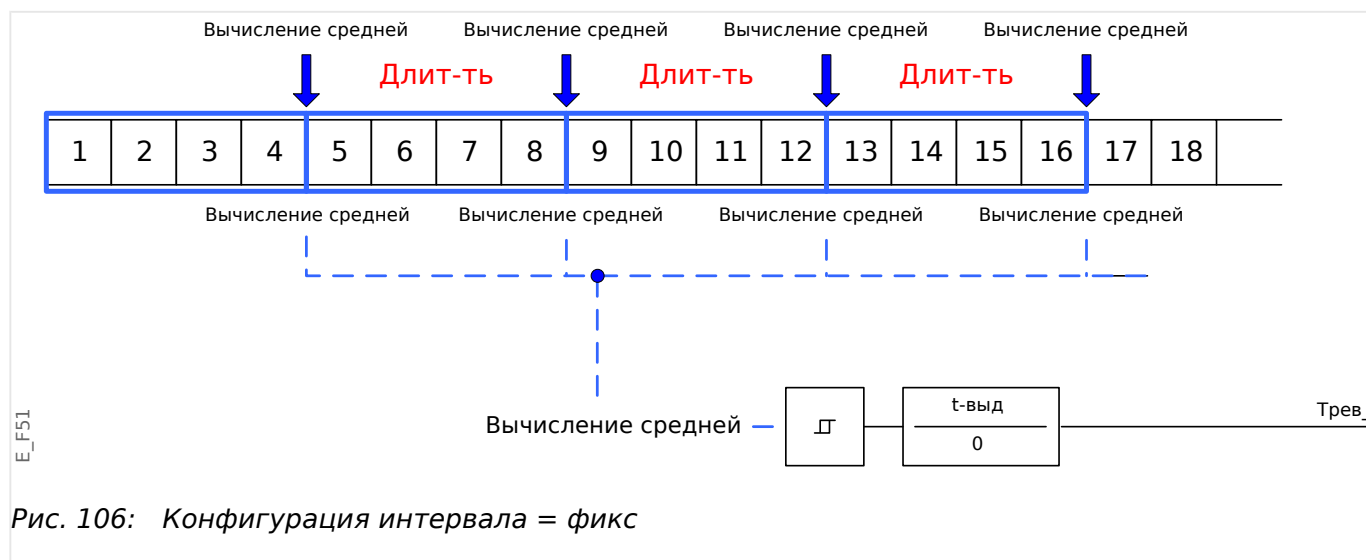 Вычисление средней Вычисление средней Вычисление средней Вычисление средней
Длит-ть Длит-ть Длит-ть
1 2 3 4 5 6 7 8 9 10 11 12 13 14 15 16 17 18
Вычисление средней Вычисление средней Вычисление средней Вычисление средней
t-выд
Вычисление средней
0
Трев_
E_F51
Рис. 106: Конфигурация интервала = фикс